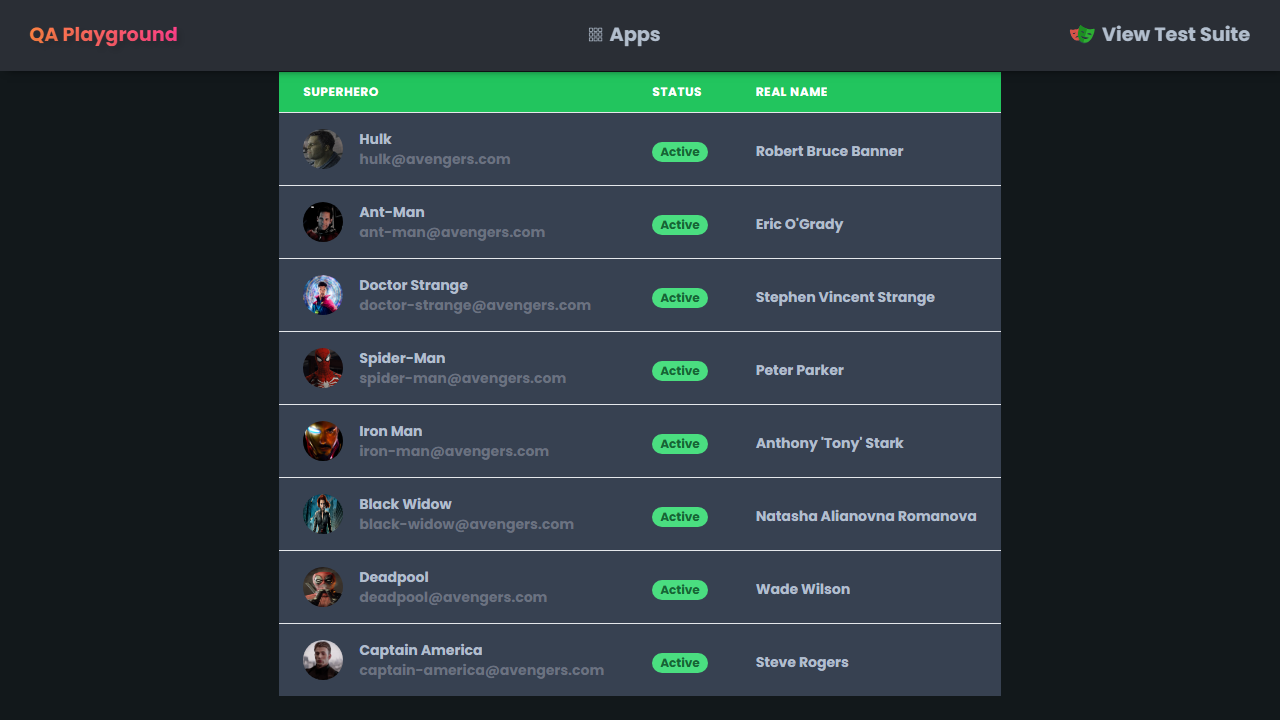 QA Playground
Apps
View Test Suite
SUPERHERO STATUS REAL NAME
Hulk
hulk@avengers.com
Active
Robert Bruce Banner
Ant-Man
ant-man@avengers.com
Active
Eric O'Grady
Doctor Strange
doctor-strange@avengers.com
Active
Stephen Vincent Strange
Spider-Man
spider-man@avengers.com
Active
Peter Parker
Iron Man
iron-man@avengers.com
Active
Anthony 'Tony' Stark
Black Widow
black-widow@avengers.com
Active
Natasha Alianovna Romanova
Deadpool
deadpool@avengers.com
Active
Wade Wilson
Captain America
captain-america@avengers.com
Active
Steve Rogers